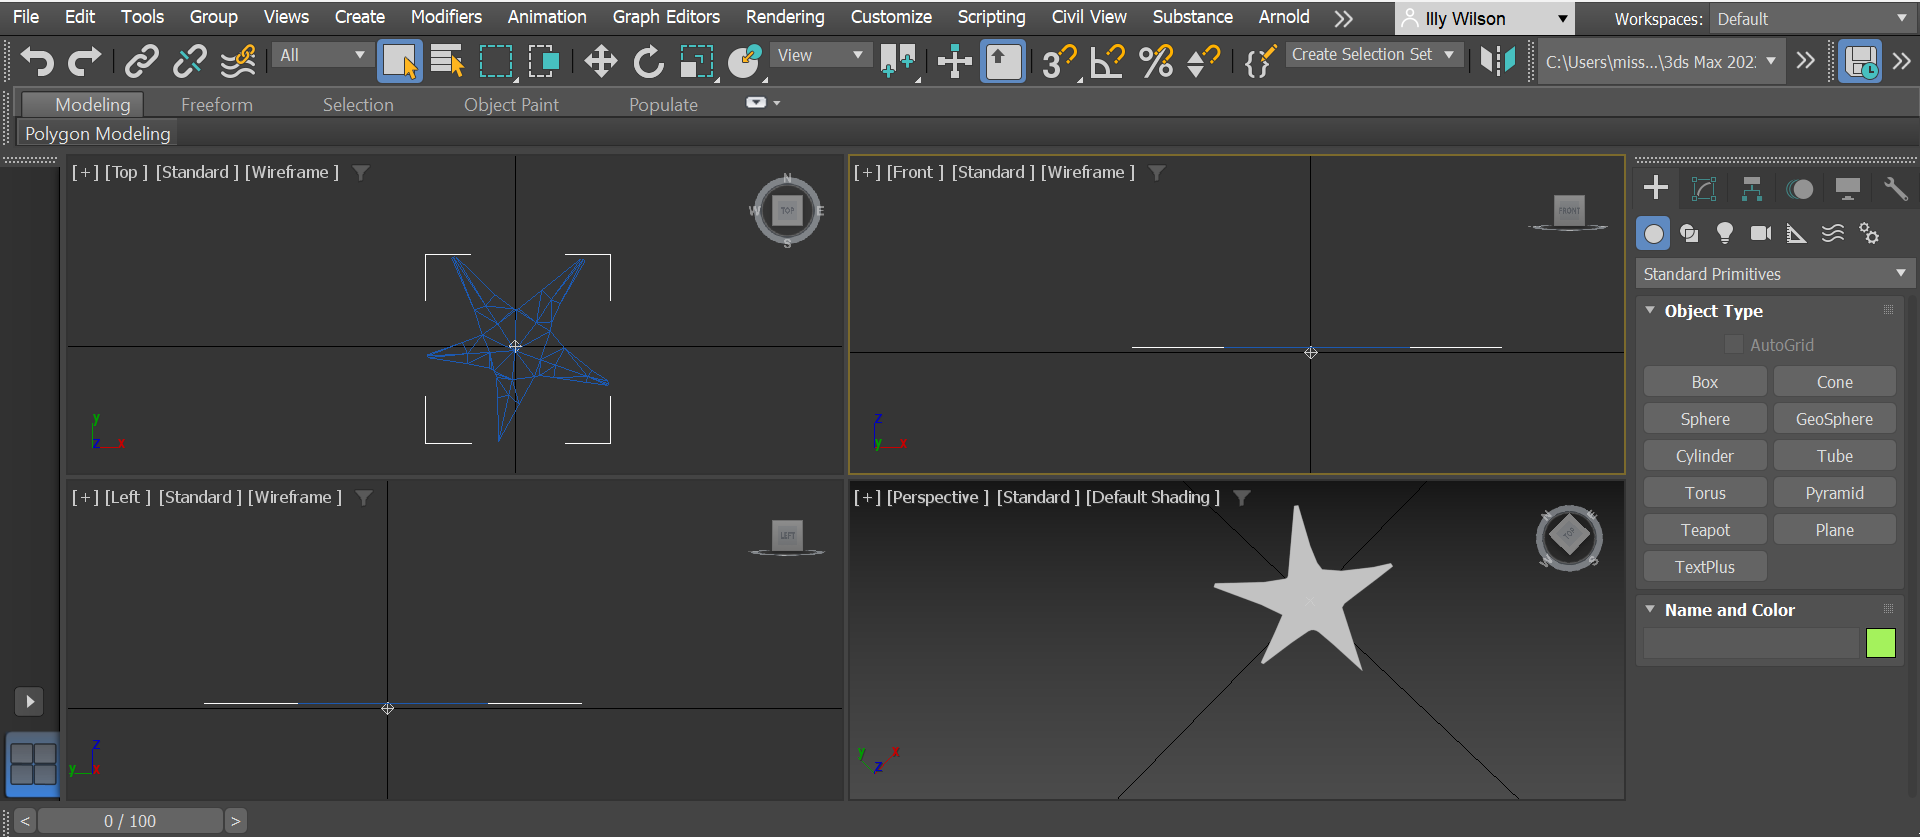 File Edit Tools Group Views Create Modifiers Animation Graph Editors Rendering Customize Scripting Civil View Substance Arnold Illy Wilson Workspaces: Default
All View 3 Create Selection Set C:\Users\miss...\3ds Max 202
Modeling Freeform Selection Object Paint Populate
Polygon Modeling
[+] [Top ] [Standard ] [Wireframe ]
N
W TOP E
S
y
z x
[+] [Front ] [Standard ] [Wireframe ]
FRONT
z
y x
[+] [Left ] [Standard ] [Wireframe ]
LEFT
z
y x
[+] [Perspective ] [Standard ] [Default Shading ]
N E
TOP
W S
y x
z
Standard Primitives
Object Type
AutoGrid
Box Cone
Sphere GeoSphere
Cylinder Tube
Torus Pyramid
Teapot Plane
TextPlus
Name and Color
< 0 / 100 >